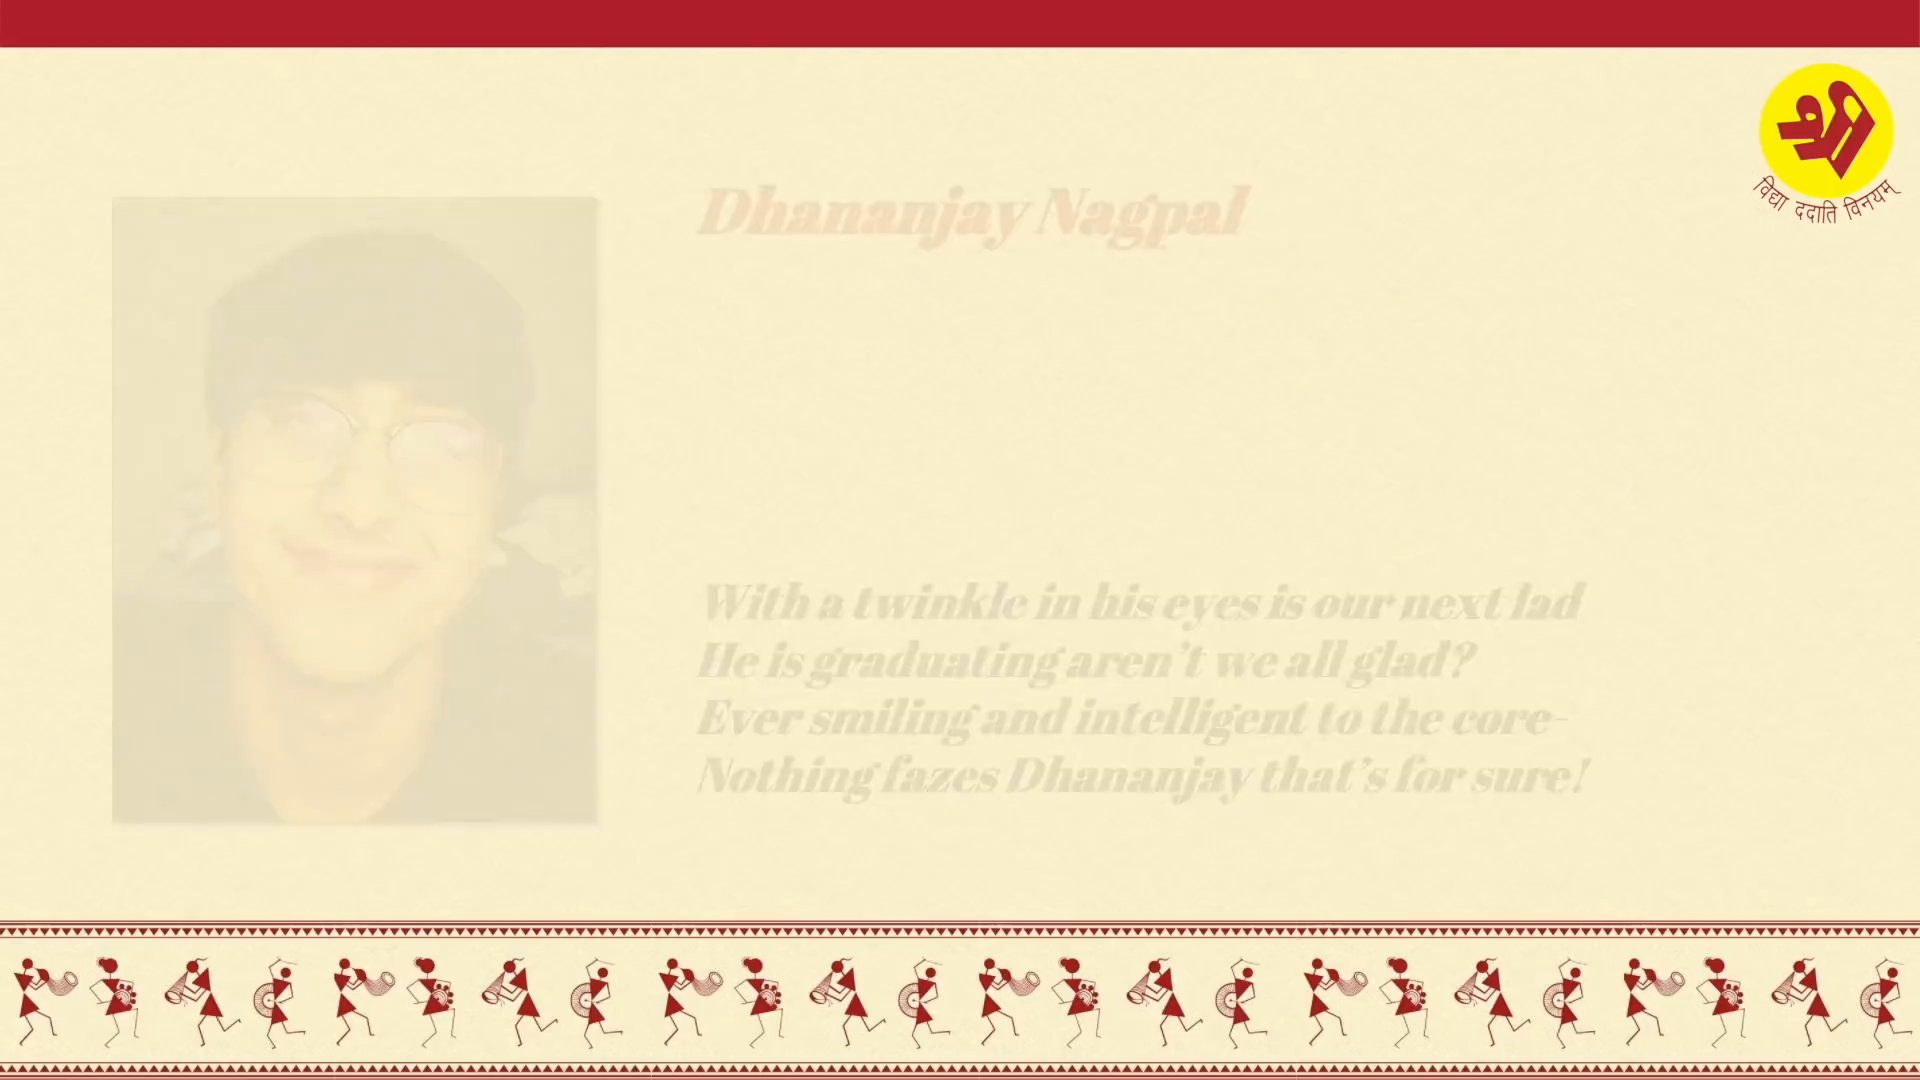 श्री
विद्या ददाति विनयम्
Dhananjay Nagpal
With a twinkle in his eyes is our next lad
He is graduating aren't we all glad?
Ever smiling and intelligent to the core-
Nothing fazes Dhananjay that's for sure!